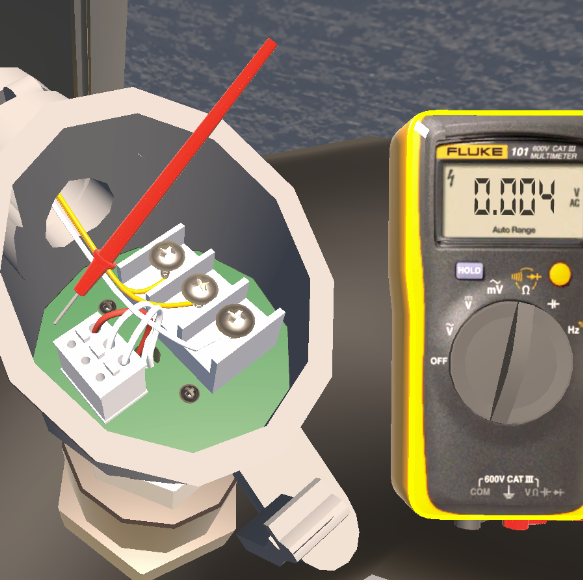 FLUKE 101 600V CAT III
MULTIMETER
0.004 V
AC
Auto Range
HOLD
mV
Ω
V
V
Hz
OFF
600V CAT III
COM
VΩ